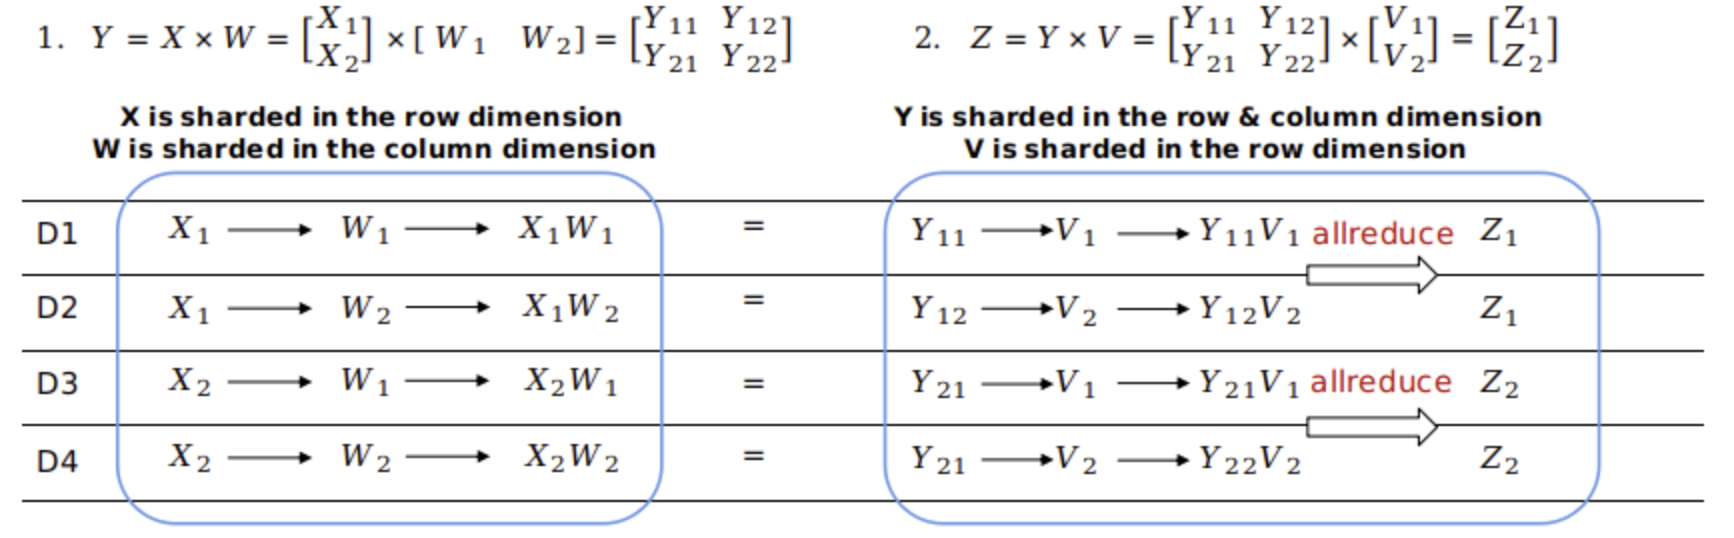 1. Y = X × W = [X₁ X₂] × [W₁ W₂] = [Y₁₁ Y₁₂ Y₂₁ Y₂₂]
2. Z = Y × V = [Y₁₁ Y₁₂ Y₂₁ Y₂₂] × [V₁ V₂] = [Z₁ Z₂]
X is sharded in the row dimension
W is sharded in the column dimension
Y is sharded in the row & column dimension
V is sharded in the row dimension
D1 X₁ → W₁ → X₁W₁ = Y₁₁ → V₁ → Y₁₁V₁ allreduce Z₁
D2 X₁ → W₂ → X₁W₂ = Y₁₂ → V₂ → Y₁₂V₂ Z₁
D3 X₂ → W₁ → X₂W₁ = Y₂₁ → V₁ → Y₂₁V₁ allreduce Z₂
D4 X₂ → W₂ → X₂W₂ = Y₂₁ → V₂ → Y₂₂V₂ Z₂